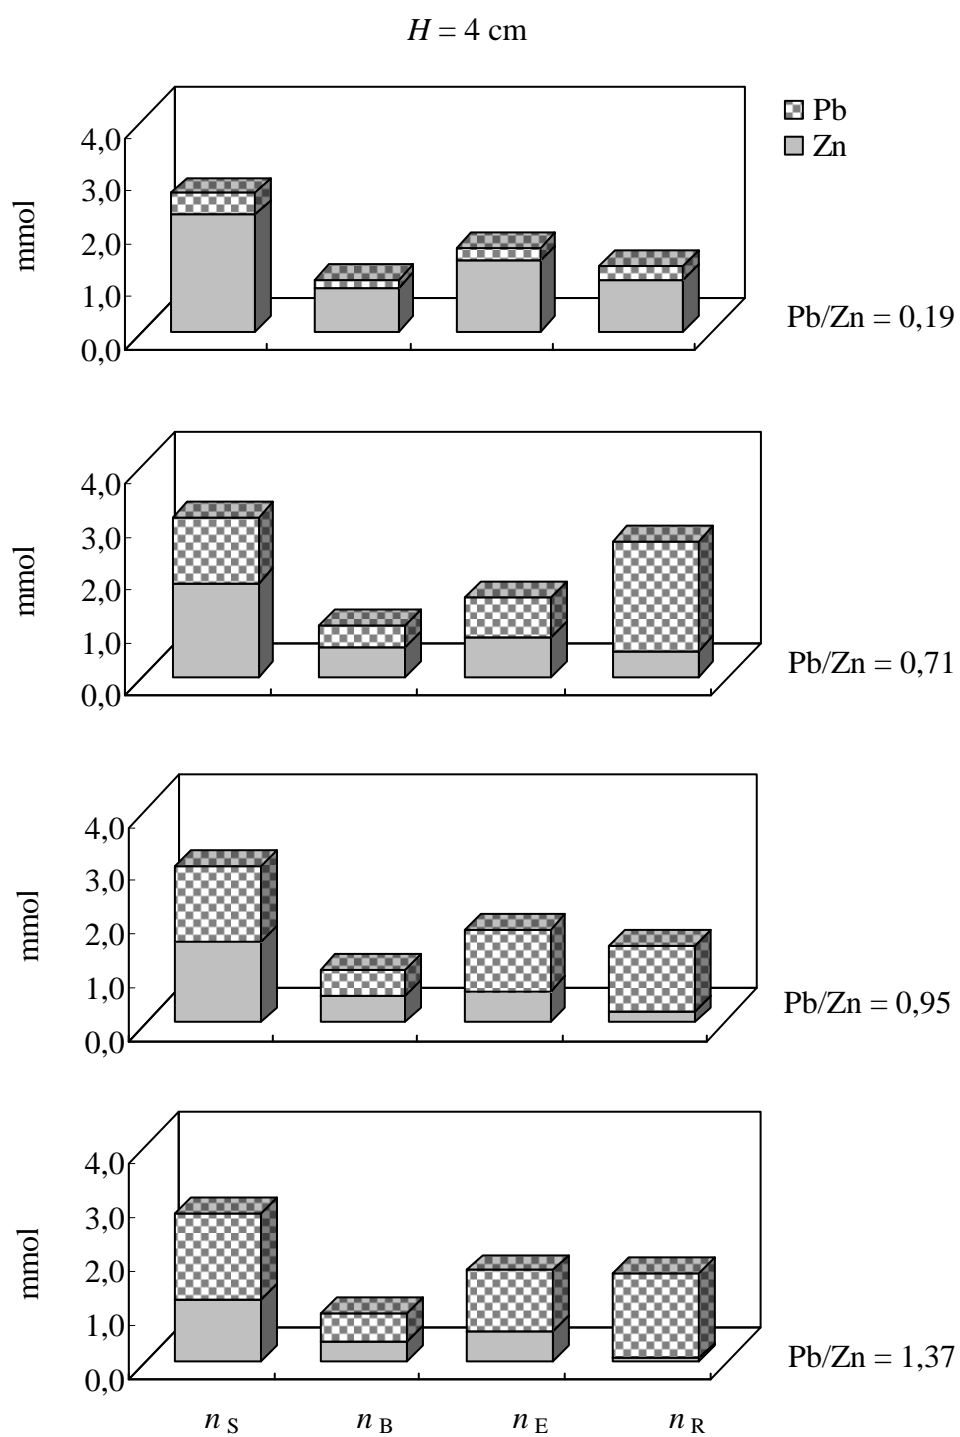 H = 4 cm
Pb
Zn
4,0
3,0
2,0
1,0
0,0
mmol
Pb/Zn = 0,19
4,0
3,0
2,0
1,0
0,0
mmol
Pb/Zn = 0,71
4,0
3,0
2,0
1,0
0,0
mmol
Pb/Zn = 0,95
4,0
3,0
2,0
1,0
0,0
mmol
Pb/Zn = 1,37
n S n B n E n R